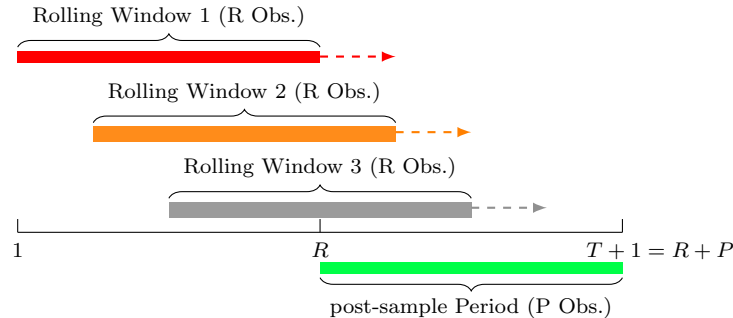 Rolling Window 1 (R Obs.)
Rolling Window 2 (R Obs.)
Rolling Window 3 (R Obs.)
1 R T + 1 = R + P
post-sample Period (P Obs.)